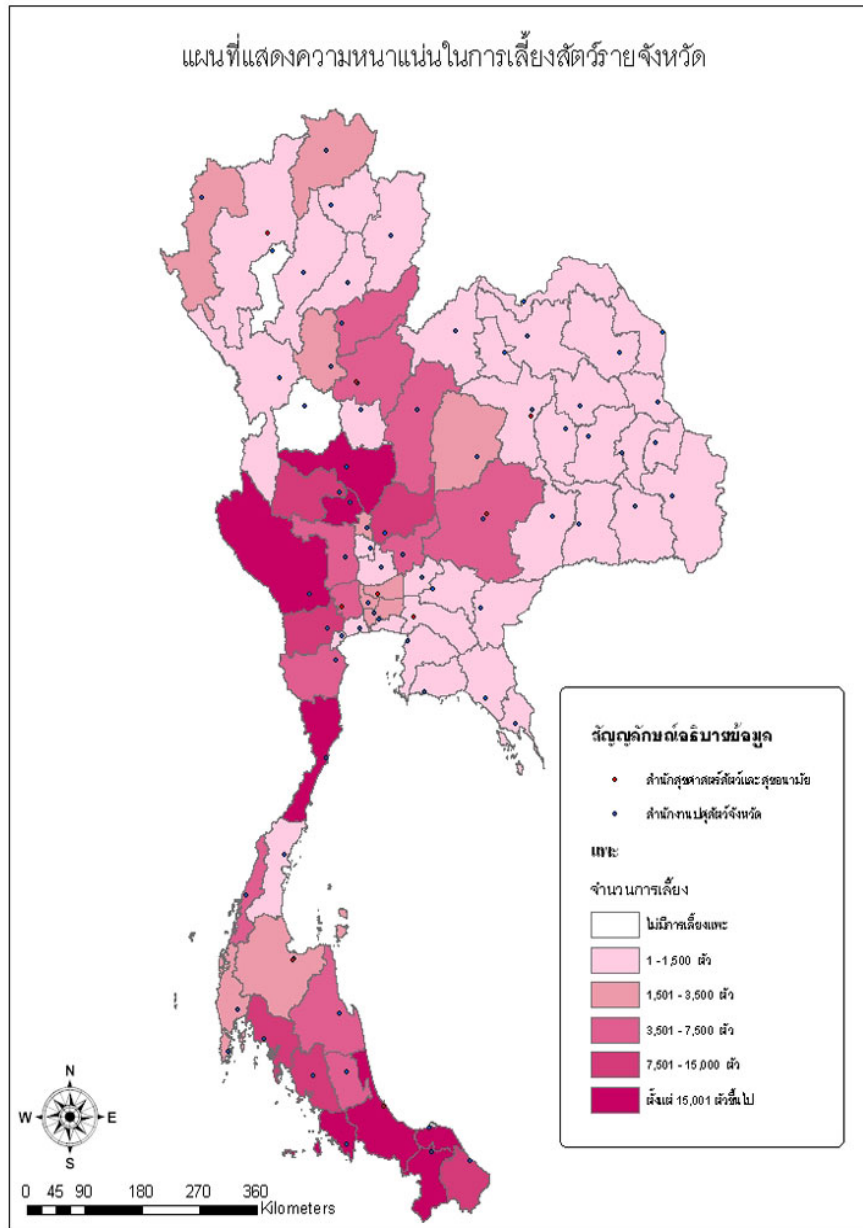 แผนที่แสดงความหนาแน่นในการเลี้ยงสัตว์รายจังหวัด
สัญญลักษณ์อธิบายข้อมูล
สำนักสุขศาสตร์สัตว์และสุขอนามัย
สำนักงานปศุสัตว์จังหวัด
แพะ
จำนวนการเลี้ยง
ไม่มีการเลี้ยงแพะ
1 - 1,500 ตัว
1,501 - 3,500 ตัว
3,501 - 7,500 ตัว
7,501 - 15,000 ตัว
ตั้งแต่ 15,001 ตัวขึ้นไป
N
W E
S
0 45 90 180 270 360
Kilometers